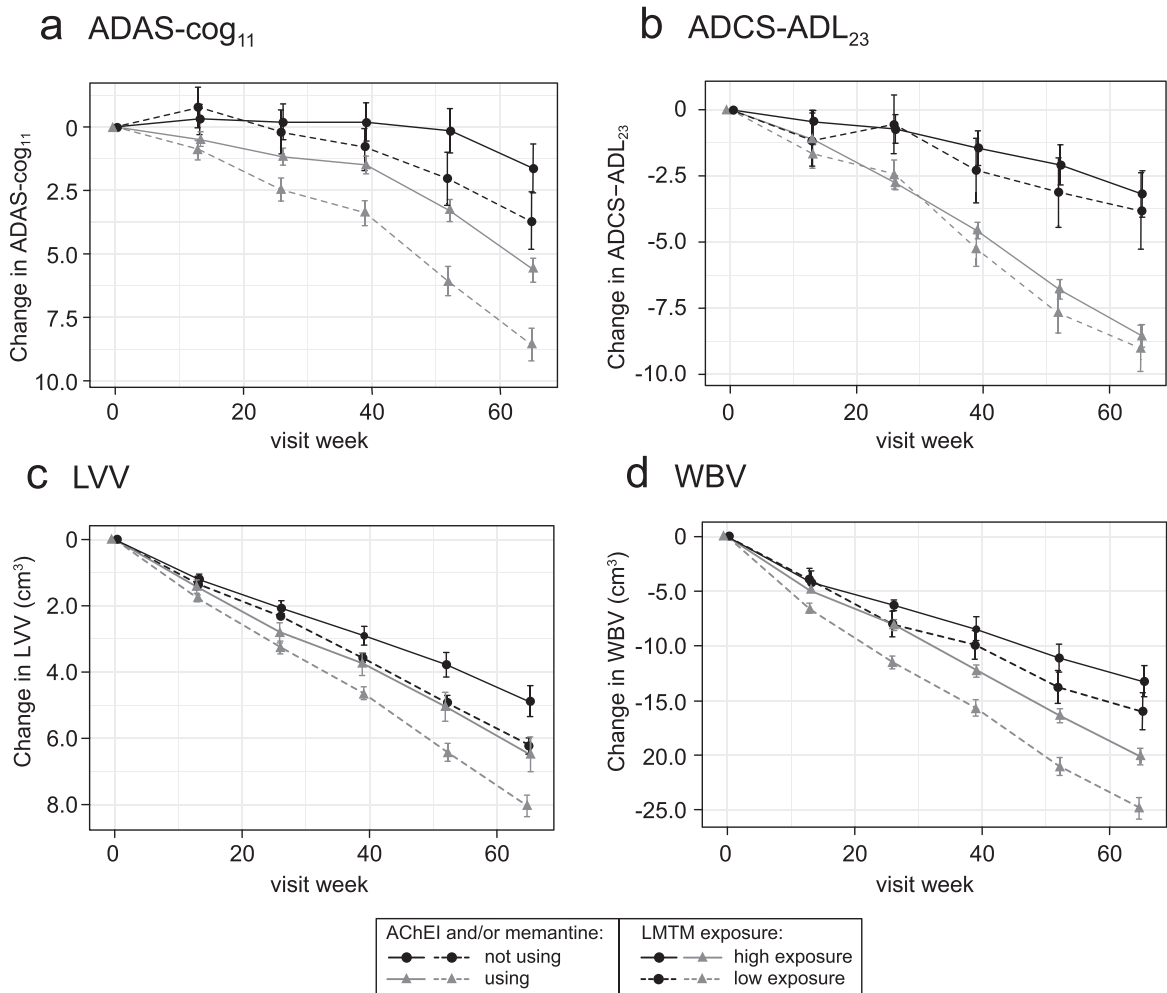 a ADAS-cog11
0
2.5
5.0
7.5
10.0
Change in ADAS-cog11
0 20 40 60
visit week
b ADCS-ADL23
0
-2.5
-5.0
-7.5
-10.0
Change in ADCS−ADL23
0 20 40 60
visit week
c LVV
0
2.0
4.0
6.0
8.0
Change in LVV (cm³)
0 20 40 60
visit week
d WBV
0
-5.0
-10.0
-15.0
20.0
-25.0
Change in WBV (cm³)
0 20 40 60
visit week
AChEI and/or memantine:
not using
using
LMTM exposure:
high exposure
low exposure